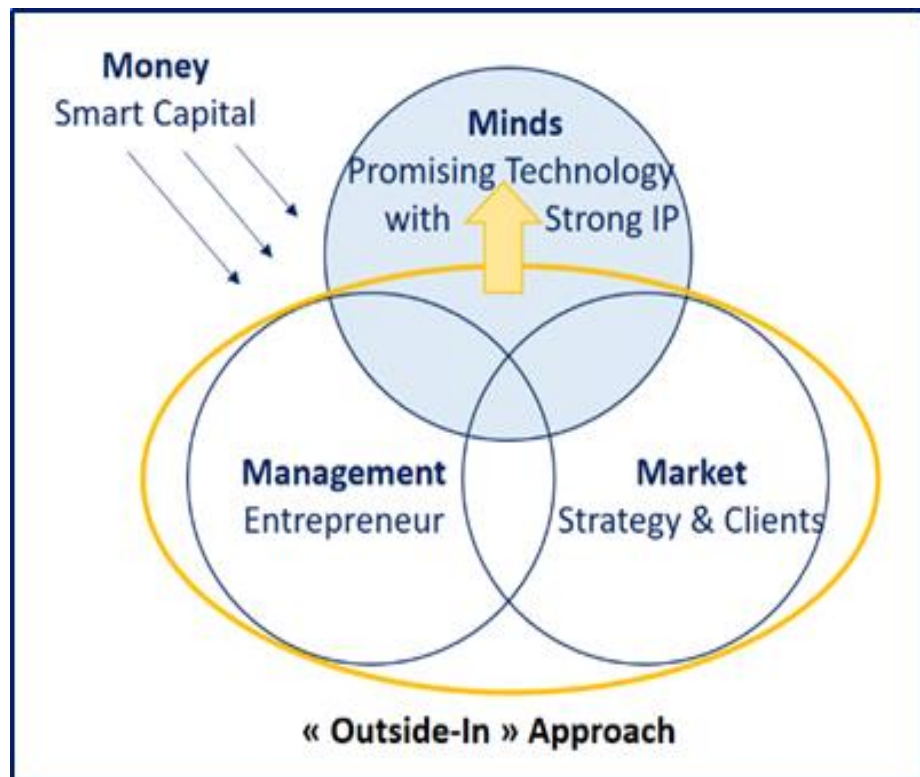 Money
Smart Capital
Minds
Promising Technology
with Strong IP
Management
Entrepreneur
Market
Strategy & Clients
« Outside-In » Approach